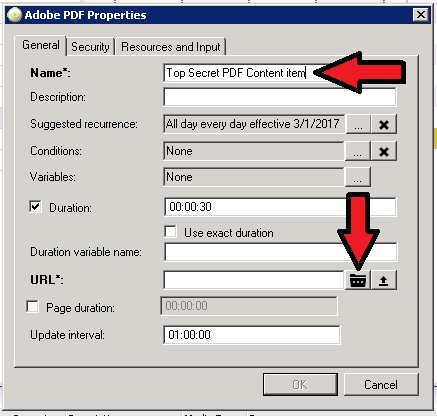 Adobe PDF Properties
General Security Resources and Input
Name*: Top Secret PDF Content item
Description:
Suggested recurrence: All day every day effective 3/1/2017 ...
Conditions: None ...
Variables: None ...
Duration: 00:00:30
Use exact duration
Duration variable name:
URL*:
Page duration: 00:00:00
Update interval: 01:00:00
OK Cancel